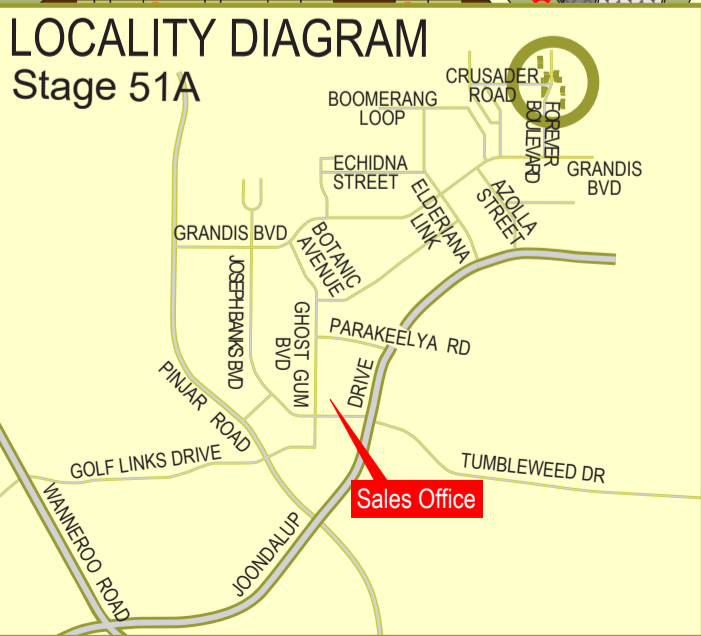 LOCALITY DIAGRAM
Stage 51A
CRUSADER
ROAD
BOOMERANG
LOOP
FOREVER
BOULEVARD
ECHIDNA
STREET
GRANDIS
BVD
AZOLLA
STREET
ELDERIANA
LINK
GRANDIS BVD
BOTANIC
AVENUE
JOSEPH BANKS BVD
GHOST GUM
BVD
PARAKEELYA RD
DRIVE
PINJAR ROAD
GOLF LINKS DRIVE
TUMBLEWEED DR
Sales Office
WANNEROO ROAD
JOONDALUP